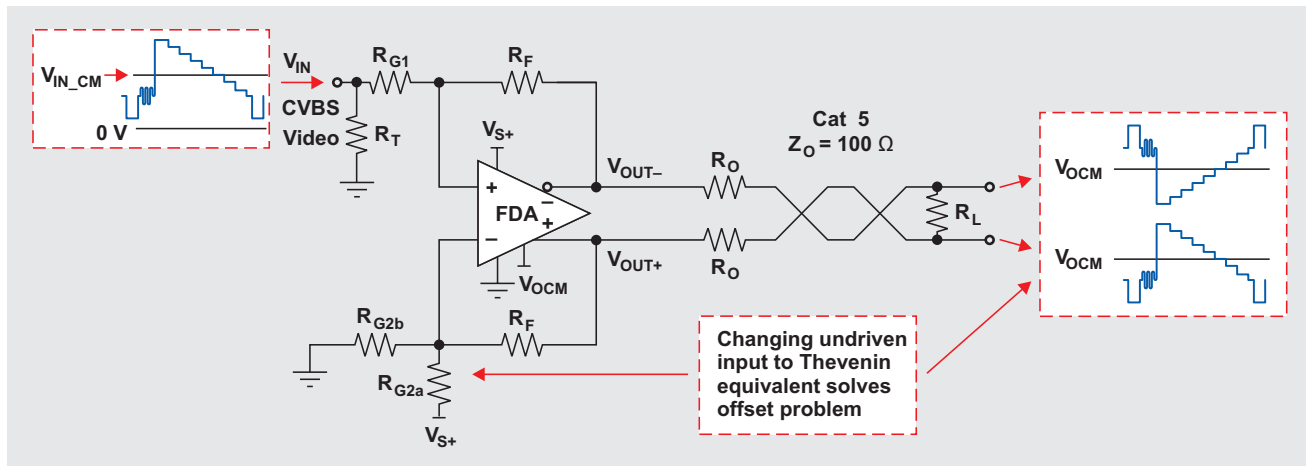 V_IN_CM
0 V
V_IN
CVBS
Video
R_T
R_G1
R_F
V_S+
+
−
FDA
−
+
V_OCM
V_OUT−
V_OUT+
R_O
R_O
Cat 5
Z_O = 100 Ω
R_L
V_OCM
V_OCM
R_G2b
R_F
R_G2a
V_S+
Changing undriven
input to Thevenin
equivalent solves
offset problem